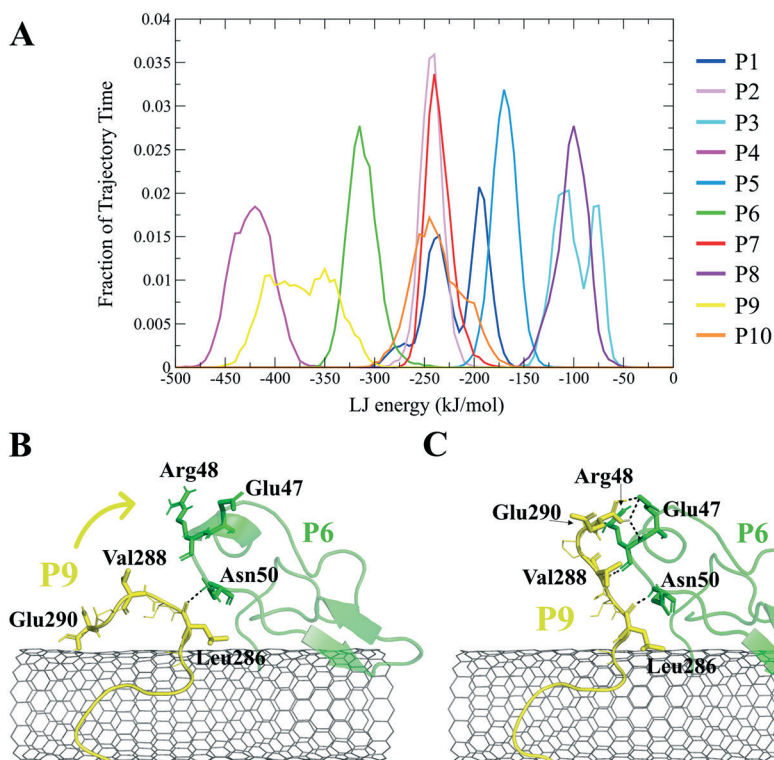 A
0.04
0.035
0.03
0.025
0.02
0.015
0.01
0.005
0
Fraction of Trajectory Time
-500 -450 -400 -350 -300 -250 -200 -150 -100 -50 0
LJ energy (kJ/mol)
P1
P2
P3
P4
P5
P6
P7
P8
P9
P10
B
Arg48
Glu47
P6
P9
Val288
Asn50
Glu290
Leu286
C
Arg48
Glu290
Glu47
P6
Val288
Asn50
P9
Leu286